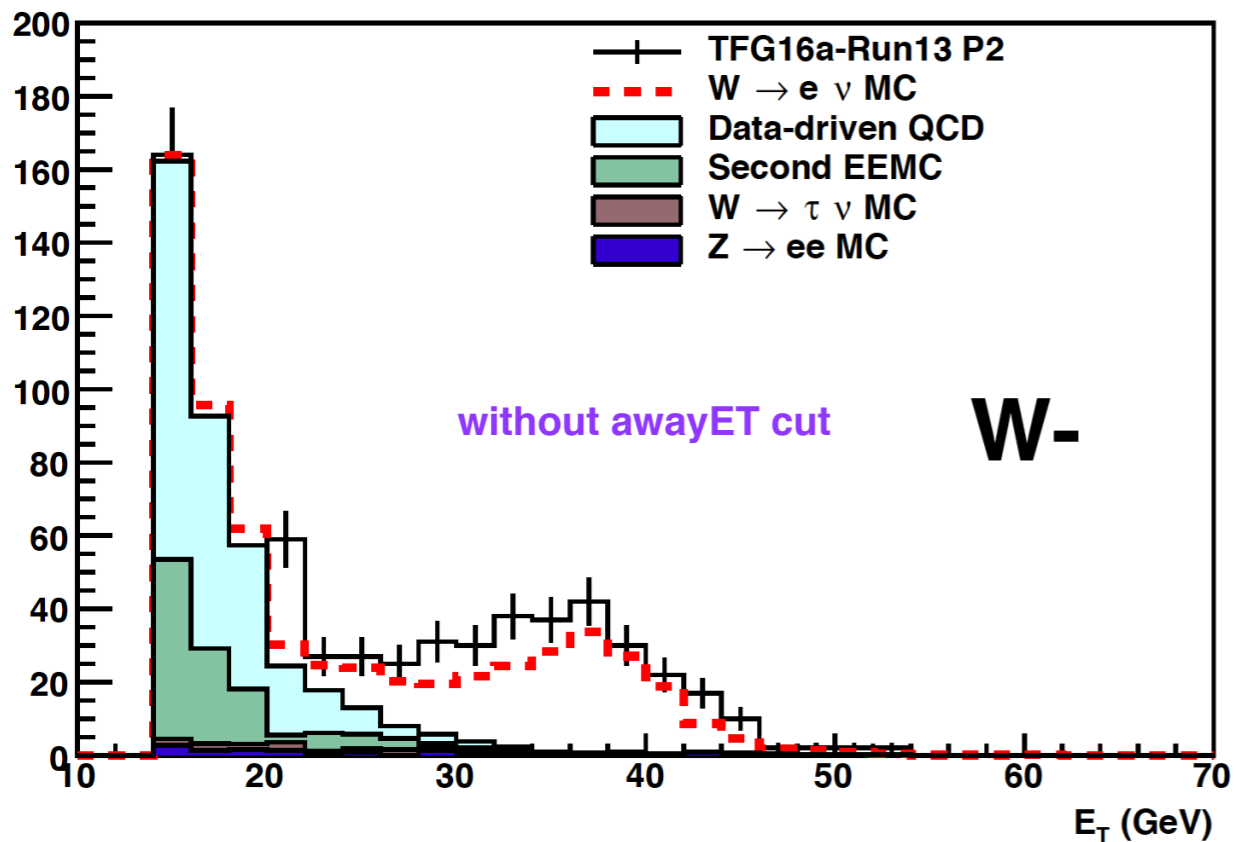 200
180
160
140
120
100
80
60
40
20
0
TFG16a-Run13 P2
W → e ν MC
Data-driven QCD
Second EEMC
W → τ ν MC
Z → ee MC
without awayET cut
W-
10 20 30 40 50 60 70
E_T (GeV)